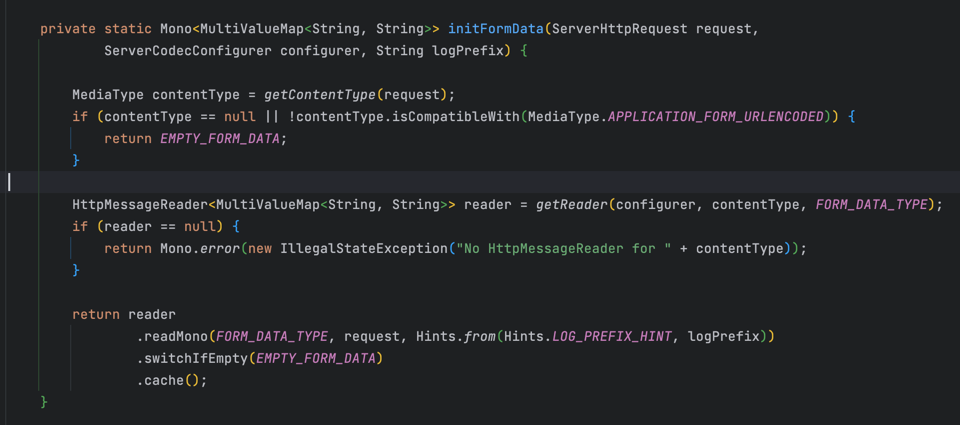 private static Mono<MultiValueMap<String, String>> initFormData(ServerHttpRequest request,
        ServerCodecConfigurer configurer, String logPrefix) {

    MediaType contentType = getContentType(request);
    if (contentType == null || !contentType.isCompatibleWith(MediaType.APPLICATION_FORM_URLENCODED)) {
        return EMPTY_FORM_DATA;
    }

    HttpMessageReader<MultiValueMap<String, String>> reader = getReader(configurer, contentType, FORM_DATA_TYPE);
    if (reader == null) {
        return Mono.error(new IllegalStateException("No HttpMessageReader for " + contentType));
    }

    return reader
            .readMono(FORM_DATA_TYPE, request, Hints.from(Hints.LOG_PREFIX_HINT, logPrefix))
            .switchIfEmpty(EMPTY_FORM_DATA)
            .cache();
}